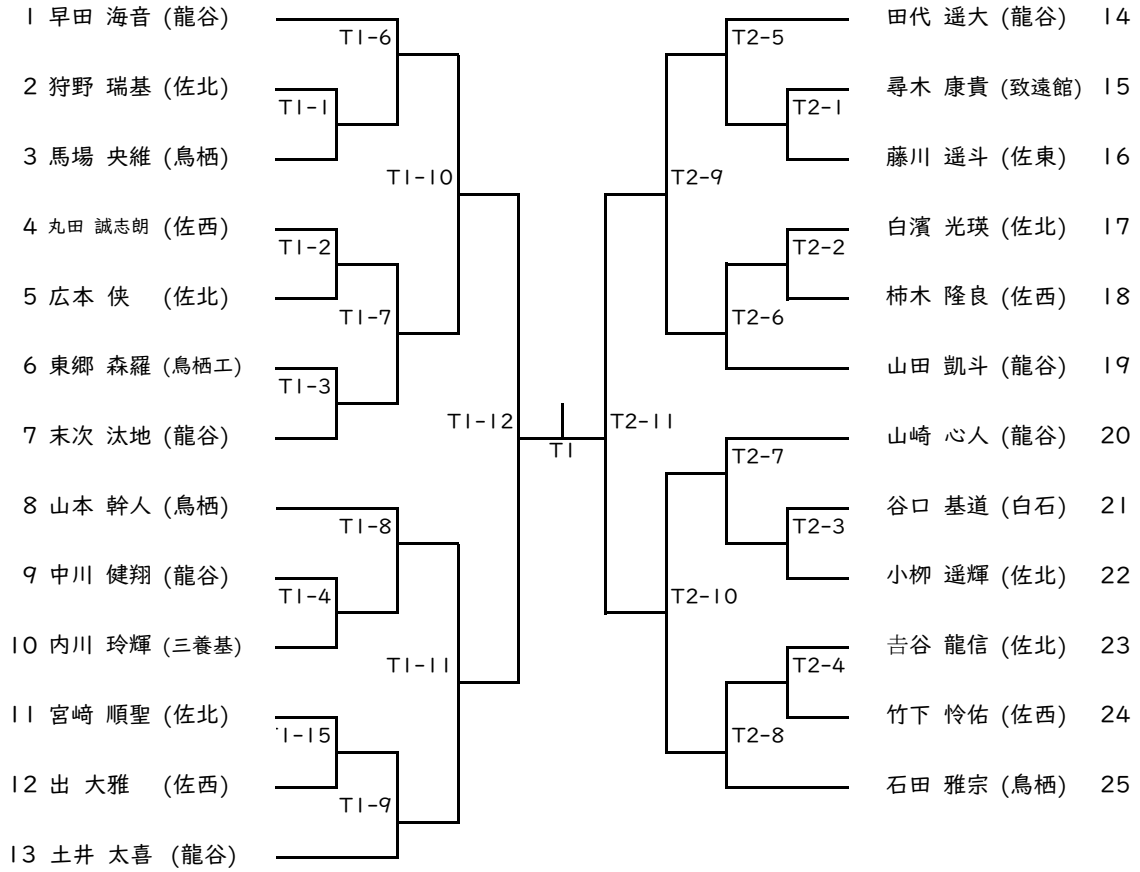 1 早田 海音 (龍谷)
T1-6
2 狩野 瑞基 (佐北)
T1-1
3 馬場 央維 (鳥栖)
T1-10
4 丸田 誠志朗 (佐西)
T1-2
5 広本 侠 (佐北)
T1-7
6 東郷 森羅 (鳥栖工)
T1-3
7 末次 汰地 (龍谷)
T1-12
8 山本 幹人 (鳥栖)
T1-8
9 中川 健翔 (龍谷)
T1-4
10 内川 玲輝 (三養基)
T1-11
11 宮﨑 順聖 (佐北)
T1-15
12 出 大雅 (佐西)
T1-9
13 土井 太喜 (龍谷)
T1
田代 遥大 (龍谷) 14
T2-5
尋木 康貴 (致遠館) 15
T2-1
藤川 遥斗 (佐東) 16
T2-9
白濱 光瑛 (佐北) 17
T2-2
柿木 隆良 (佐西) 18
T2-6
山田 凱斗 (龍谷) 19
T2-11
山崎 心人 (龍谷) 20
T2-7
谷口 基道 (白石) 21
T2-3
小栁 遥輝 (佐北) 22
T2-10
𠮷谷 龍信 (佐北) 23
T2-4
竹下 怜佑 (佐西) 24
T2-8
石田 雅宗 (鳥栖) 25